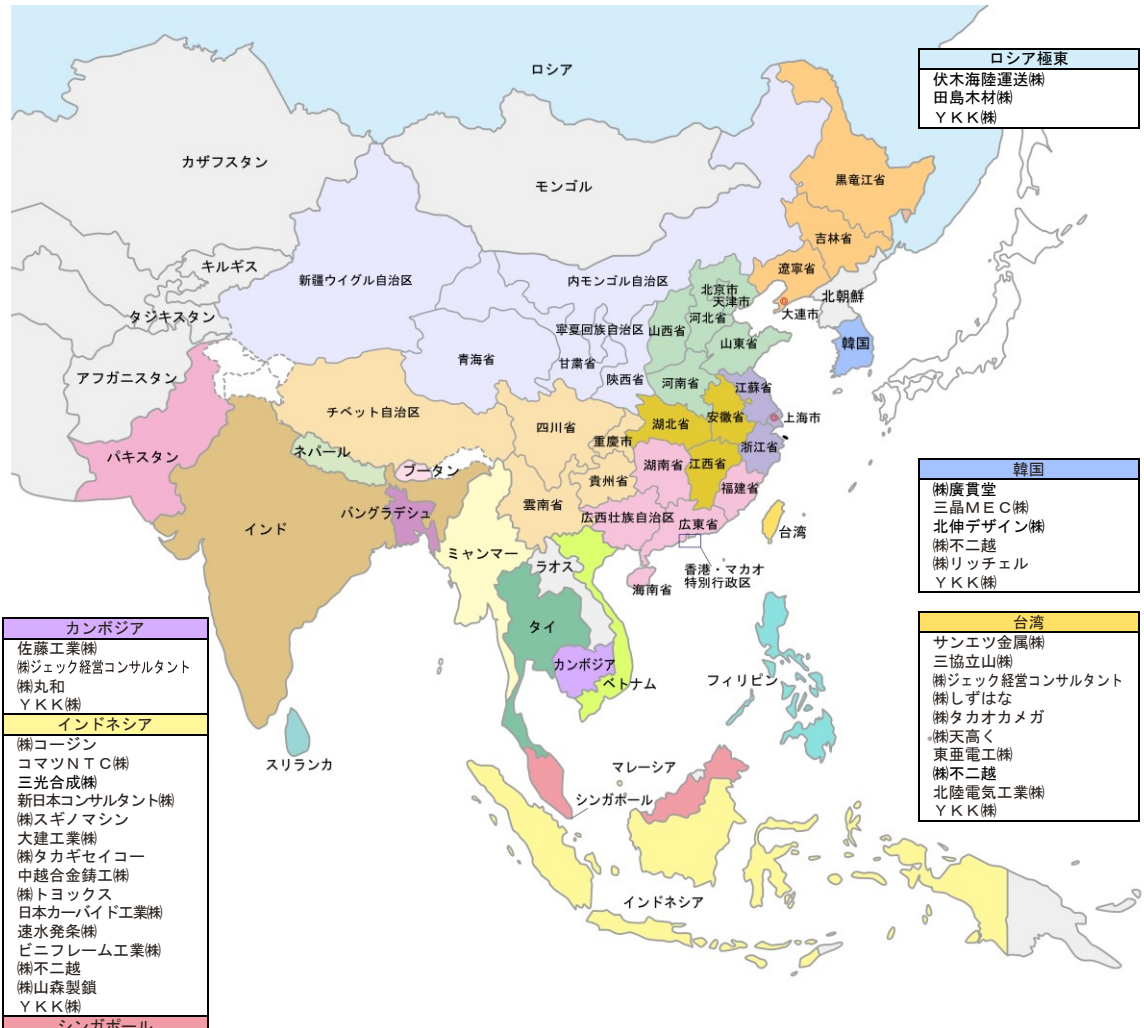 ロシア
ロシア極東
伏木海陸運送㈱
田島木材㈱
ＹＫＫ㈱
カザフスタン
モンゴル
黒竜江省
吉林省
キルギス
新疆ウイグル自治区
内モンゴル自治区
遼寧省
北京市
天津市
北朝鮮
タジキスタン
寧夏回族自治区
山西省
河北省
大連市
韓国
青海省
甘粛省
山東省
アフガニスタン
陝西省
河南省
江蘇省
チベット自治区
四川省
湖北省
安徽省
上海市
重慶市
浙江省
パキスタン
ネパール
ブータン
貴州省
湖南省
江西省
福建省
雲南省
インド
バングラデシュ
広西壮族自治区
広東省
台湾
ミャンマー
ラオス
香港・マカオ
特別行政区
海南省
タイ
カンボジア
ベトナム
フィリピン
スリランカ
マレーシア
シンガポール
インドネシア
韓国
㈱廣貫堂
三晶ＭＥＣ㈱
北伸デザイン㈱
㈱不二越
㈱リッチェル
ＹＫＫ㈱
台湾
サンエツ金属㈱
三協立山㈱
㈱ジェック経営コンサルタント
㈱しずはな
㈱タカオカメガ
㈱天高く
東亜電工㈱
㈱不二越
北陸電気工業㈱
ＹＫＫ㈱
カンボジア
佐藤工業㈱
㈱ジェック経営コンサルタント
㈱丸和
ＹＫＫ㈱
インドネシア
㈱コージン
コマツＮＴＣ㈱
三光合成㈱
新日本コンサルタント㈱
㈱スギノマシン
大建工業㈱
㈱タカギセイコー
中越合金鋳工㈱
㈱トヨックス
日本カーバイド工業㈱
速水発条㈱
ビニフレーム工業㈱
㈱不二越
㈱山森製鎖
ＹＫＫ㈱
シンガポール